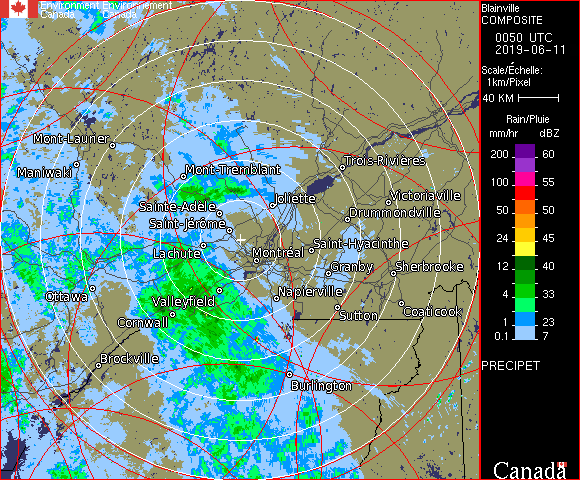 Environment Environnement
Canada Canada
Mont-Laurier
Maniwaki
Mont-Tremblant
Trois-Rivières
Joliette
Victoriaville
Sainte-Adele
Drummondville
Saint-Jérôme
Saint-Hyacinthe
Lachute
Montréal
Granby
Sherbrooke
Ottawa
Valleyfield
Napierville
Cornwall
Sutton
Coaticook
Brockville
Burlington
Blainville
COMPOSITE
0050 UTC
2019-06-11
Scale/Échelle:
1km/Pixel
40 KM
Rain/Pluie
mm/hr dBZ
200 60
100 55
50 50
24 45
12 40
4 33
1 23
0.1 7
PRECIPET
Canada